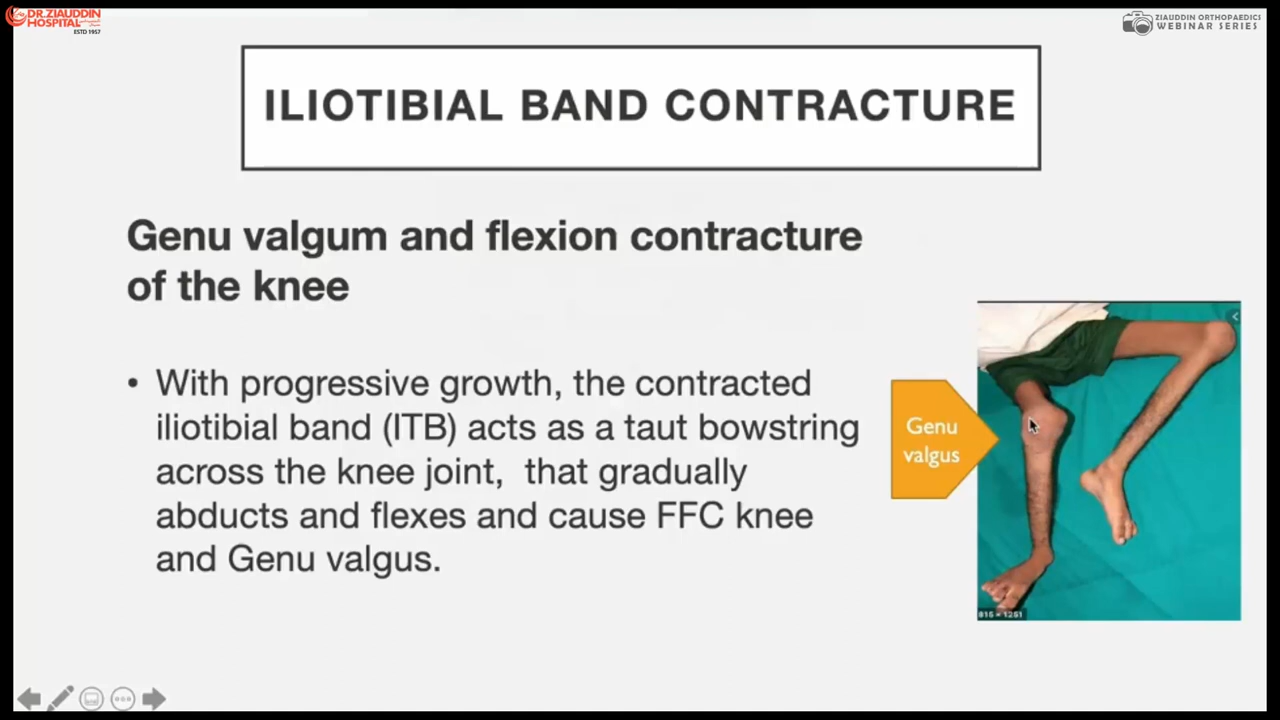 DR.ZIAUDDIN
HOSPITAL
ESTD 1957
ZIAUDDIN ORTHOPAEDICS
WEBINAR SERIES
ILIOTIBIAL BAND CONTRACTURE
Genu valgum and flexion contracture
of the knee
• With progressive growth, the contracted
iliotibial band (ITB) acts as a taut bowstring
across the knee joint, that gradually
abducts and flexes and cause FFC knee
and Genu valgus.
Genu
valgus
815 × 1251